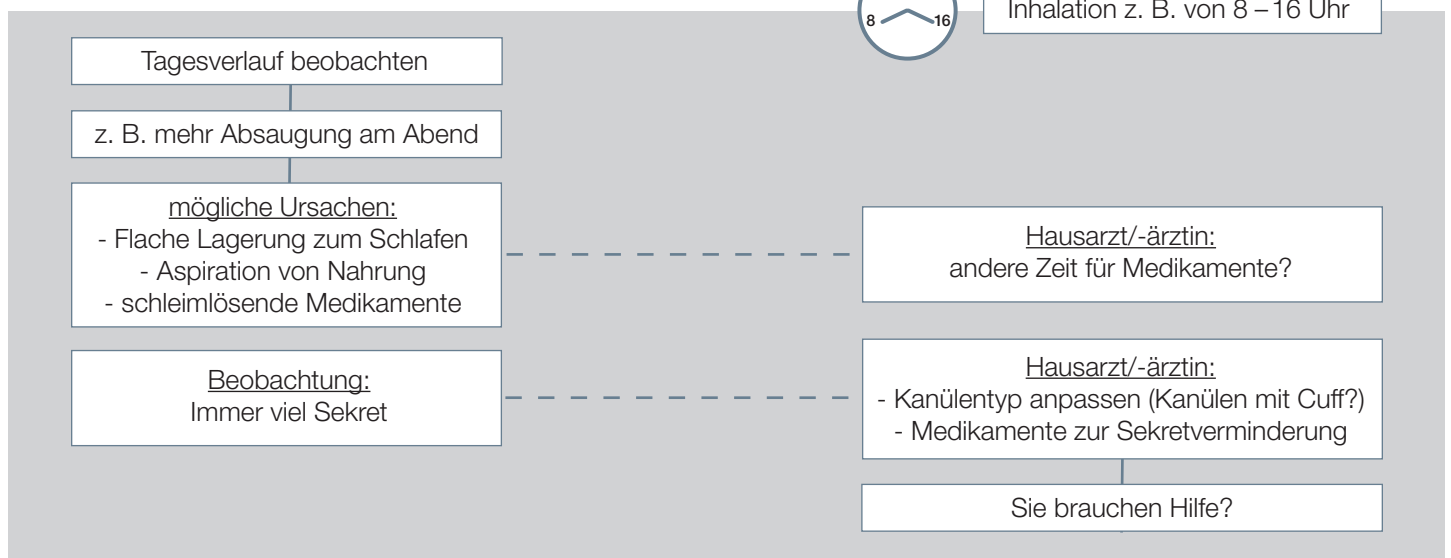 8 16
Inhalation z. B. von 8 – 16 Uhr
Tagesverlauf beobachten
z. B. mehr Absaugung am Abend
mögliche Ursachen:
- Flache Lagerung zum Schlafen
- Aspiration von Nahrung
- schleimlösende Medikamente
Hausarzt/-ärztin:
andere Zeit für Medikamente?
Beobachtung:
Immer viel Sekret
Hausarzt/-ärztin:
- Kanülentyp anpassen (Kanülen mit Cuff?)
- Medikamente zur Sekretverminderung
Sie brauchen Hilfe?